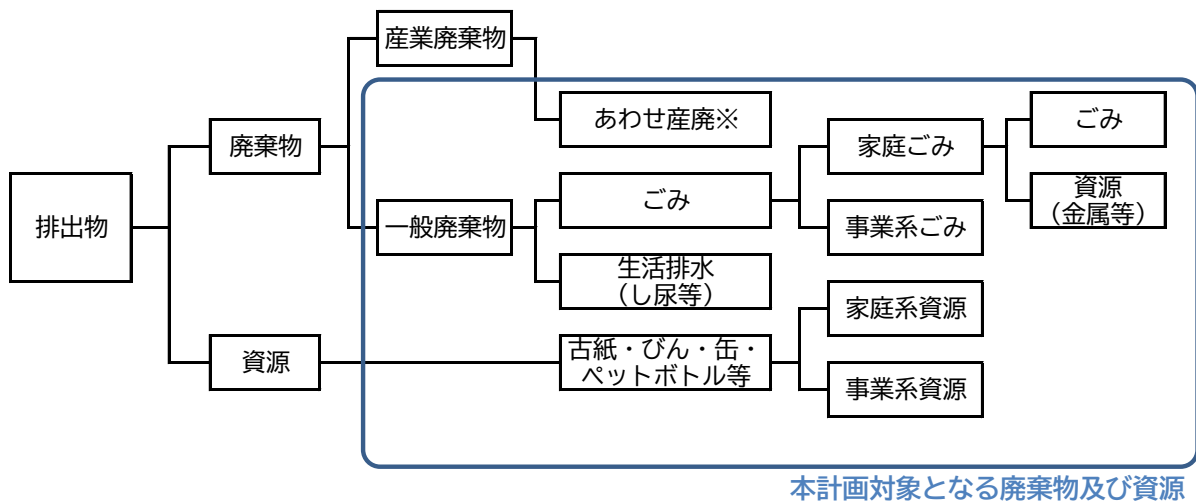 産業廃棄物
あわせ産廃※
ごみ
廃棄物
家庭ごみ
資源
（金属等）
排出物
一般廃棄物
ごみ
事業系ごみ
生活排水
（し尿等）
家庭系資源
資源
古紙・びん・缶・
ペットボトル等
事業系資源
本計画対象となる廃棄物及び資源